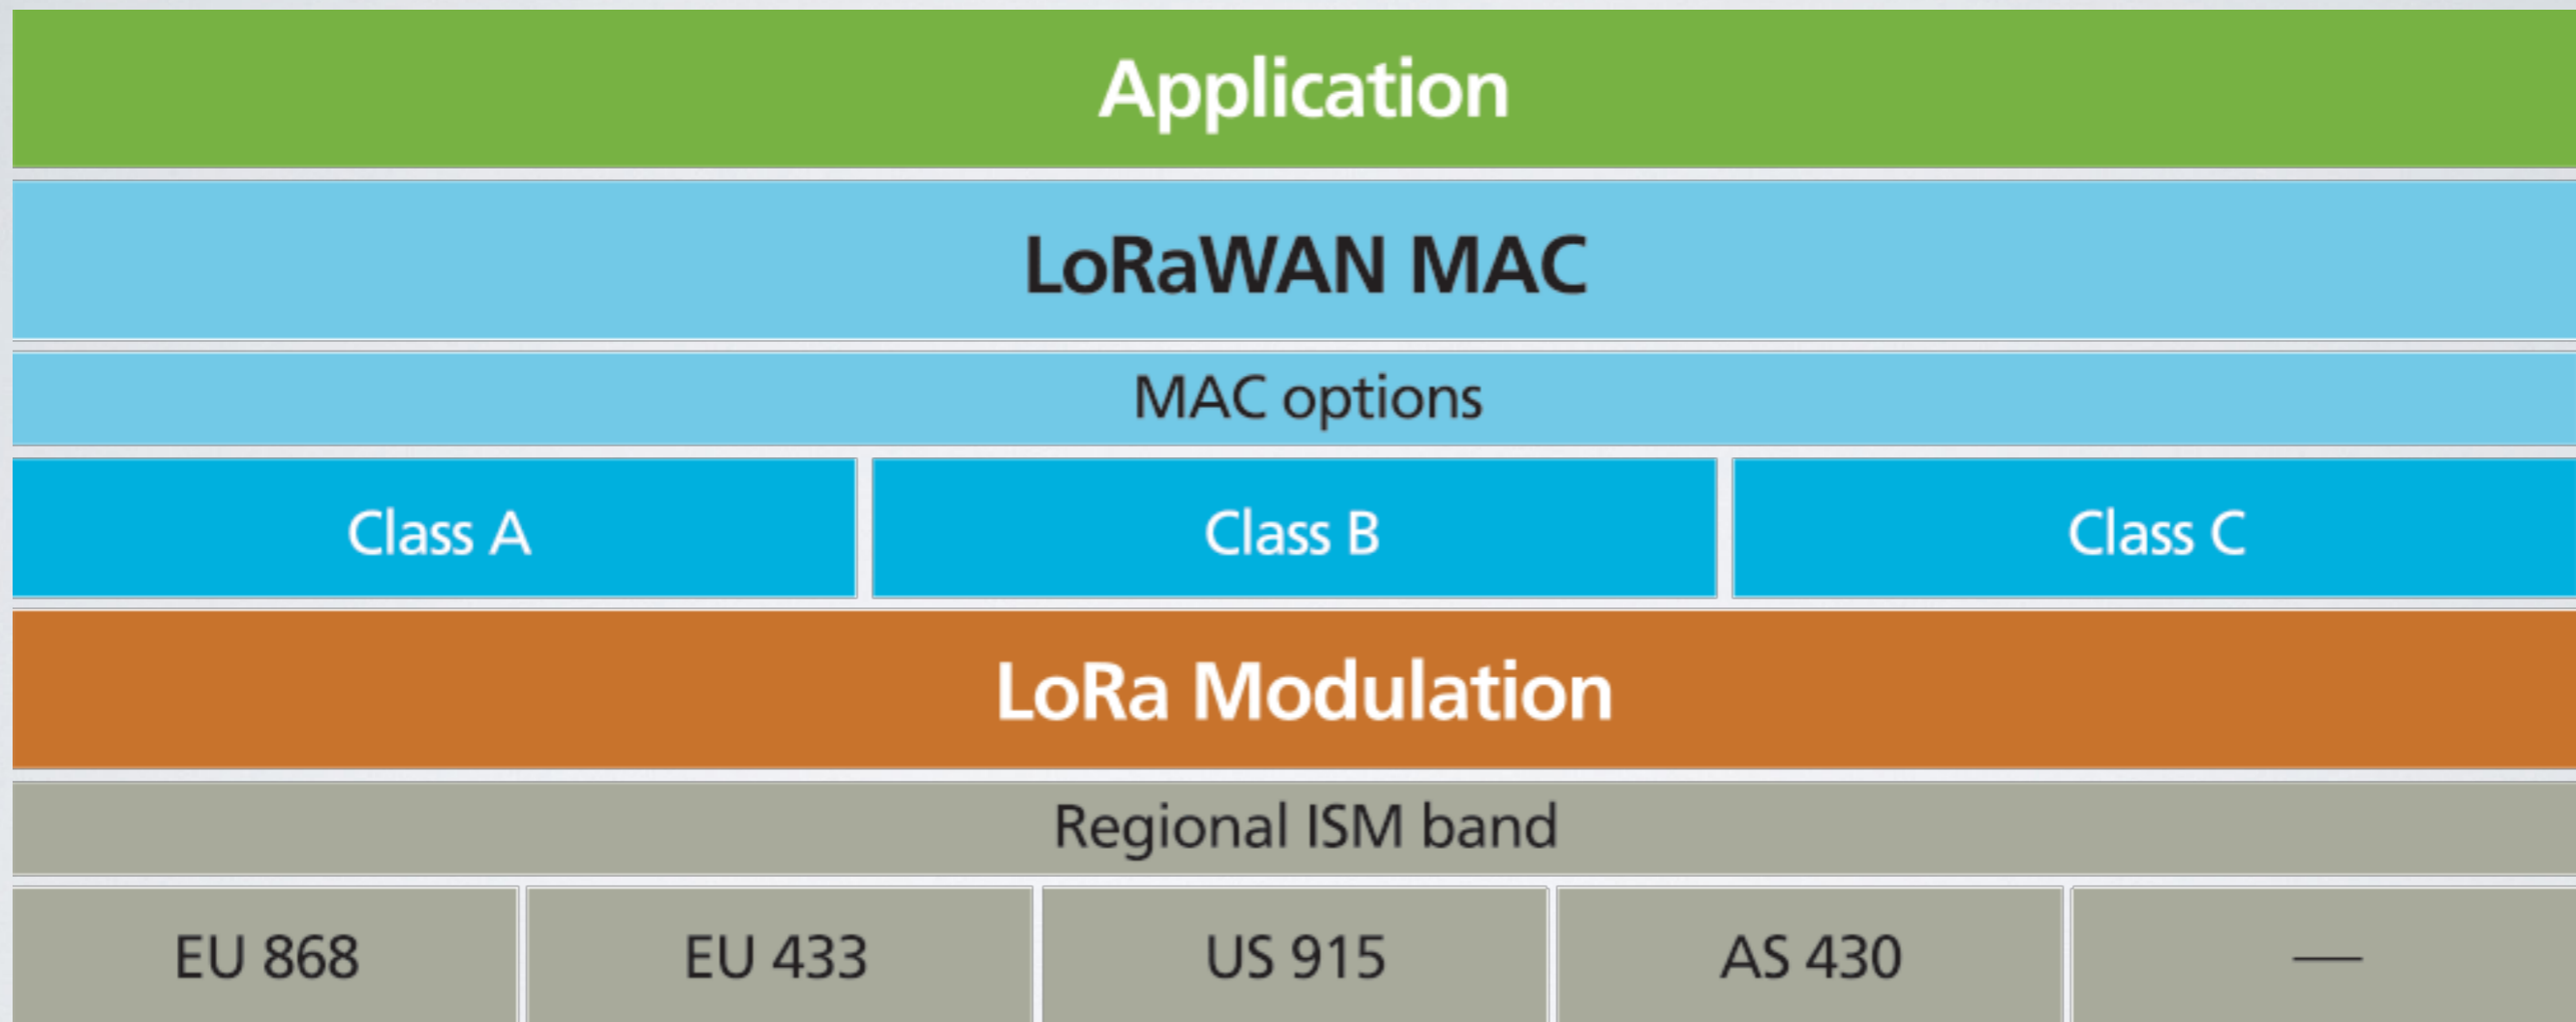 Application
LoRaWAN MAC
MAC options
Class A
Class B
Class C
LoRa Modulation
Regional ISM band
EU 868
EU 433
US 915
AS 430
—